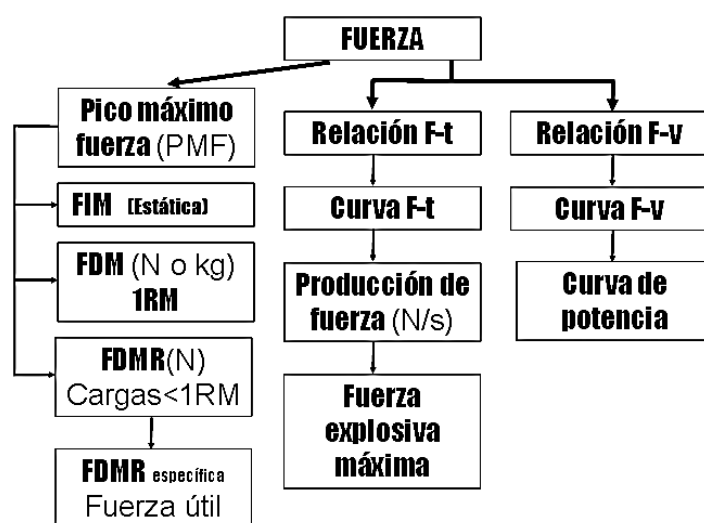 FUERZA
Pico máximo
fuerza (PMF)
FIM (Estática)
FDM (N o kg)
1RM
FDMR(N)
Cargas<1RM
FDMR específica
Fuerza útil
Relación F-t
Curva F-t
Producción de
fuerza (N/s)
Fuerza
explosiva
máxima
Relación F-v
Curva F-v
Curva de
potencia